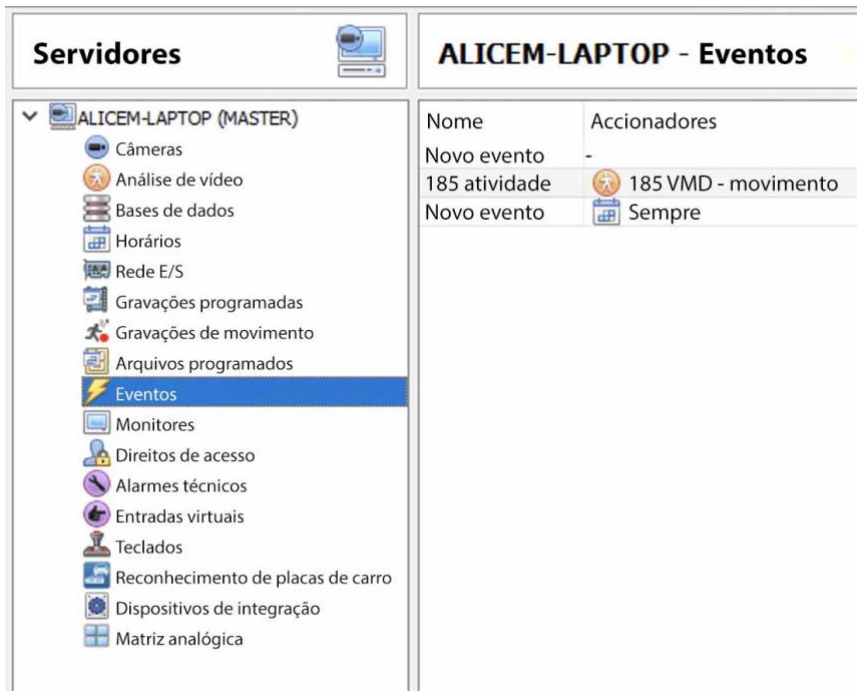 Servidores
ALICEM-LAPTOP - Eventos
ALICEM-LAPTOP (MASTER)
Câmeras
Análise de vídeo
Bases de dados
Horários
Rede E/S
Gravações programadas
Gravações de movimento
Arquivos programados
Eventos
Monitores
Direitos de acesso
Alarmes técnicos
Entradas virtuais
Teclados
Reconhecimento de placas de carro
Dispositivos de integração
Matriz analógica
Nome Accionadores
Novo evento -
185 atividade 185 VMD - movimento
Novo evento Sempre